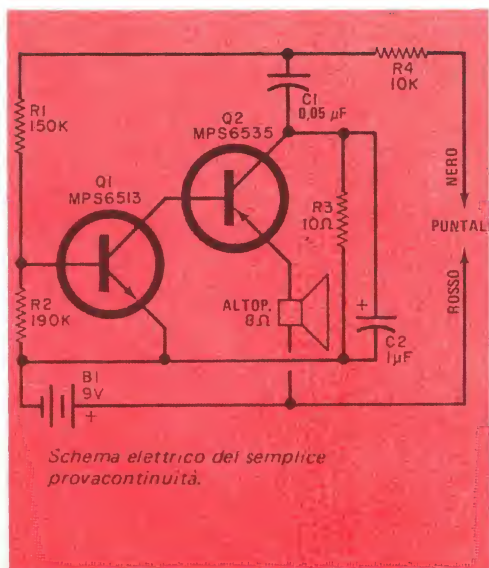 R4
10K
C1
0,05 µF
R1
150K
Q2
MPS6535
Q1
MPS6513
NERO
R3
10Ω
PUNTALI
ROSSO
R2
190K
ALTOP.
8Ω
+
C2
1µF
B1
9V
+
Schema elettrico del semplice
provacontinuità.